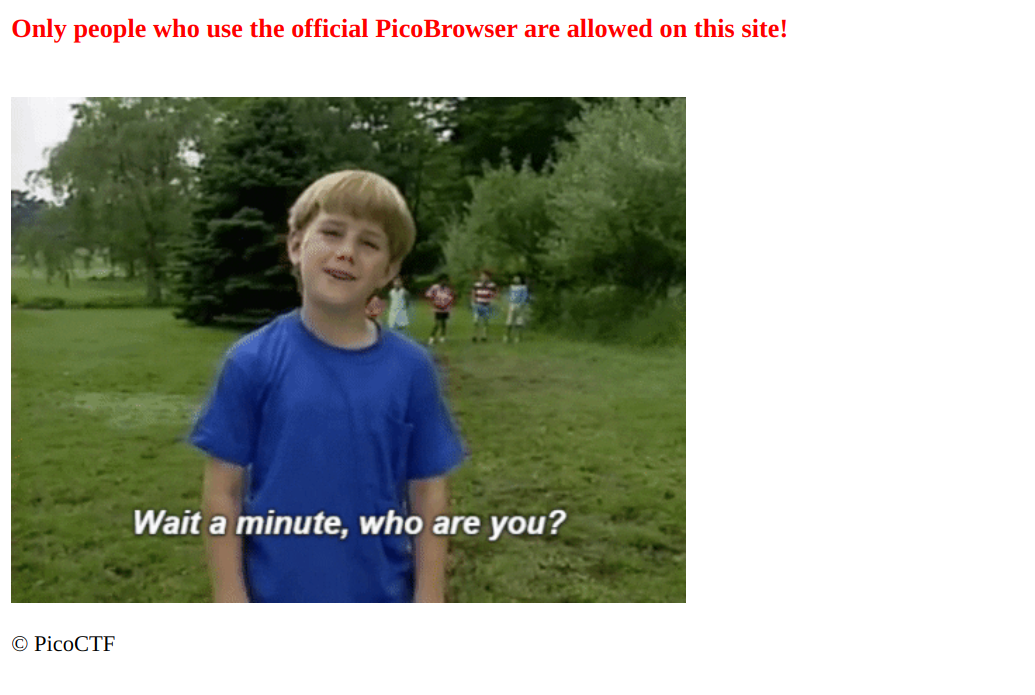 Only people who use the official PicoBrowser are allowed on this site!
Wait a minute, who are you?
© PicoCTF